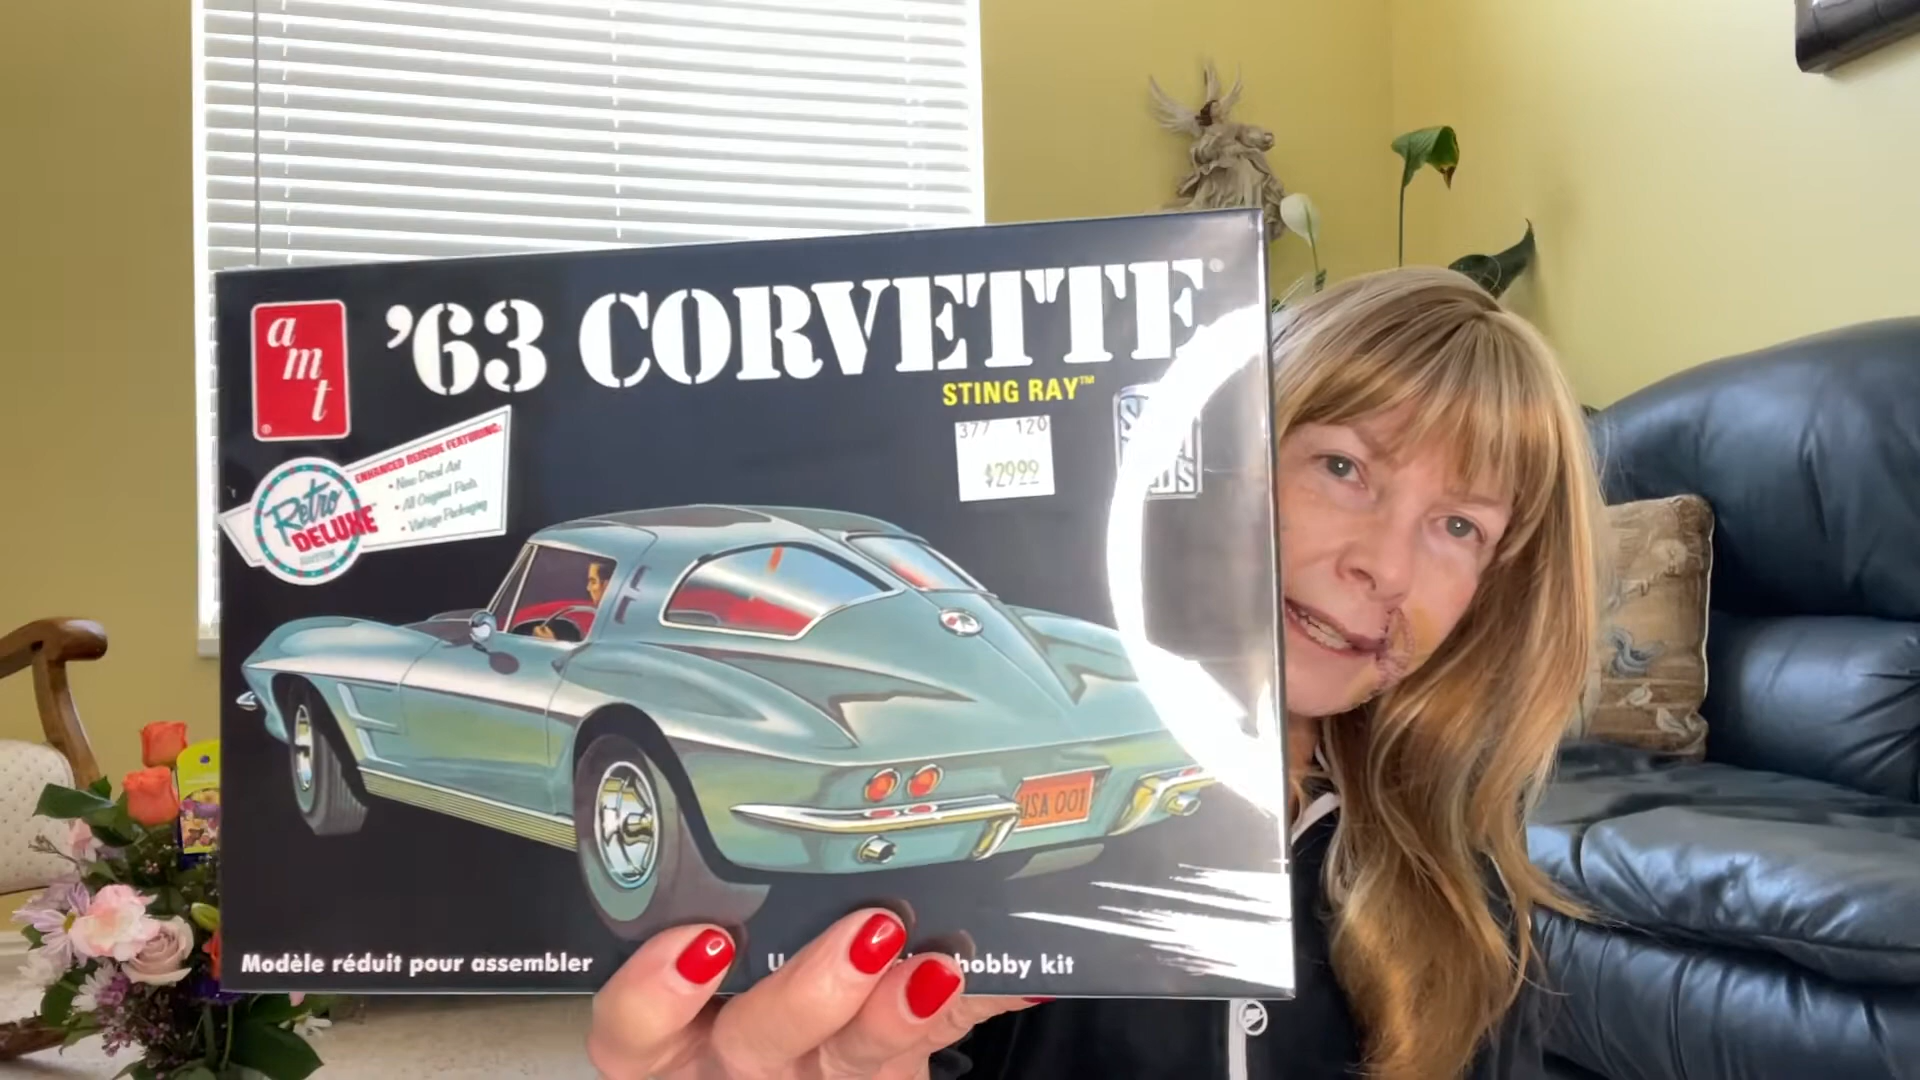 amt
'63 CORVETTE
STING RAY™
377 120
$29.99
ENHANCED REISSUE FEATURING:
• New Decal Art
• All Original Parts
• Vintage Packaging
Retro
DELUXE
USA 001
Modèle réduit pour assembler
hobby kit